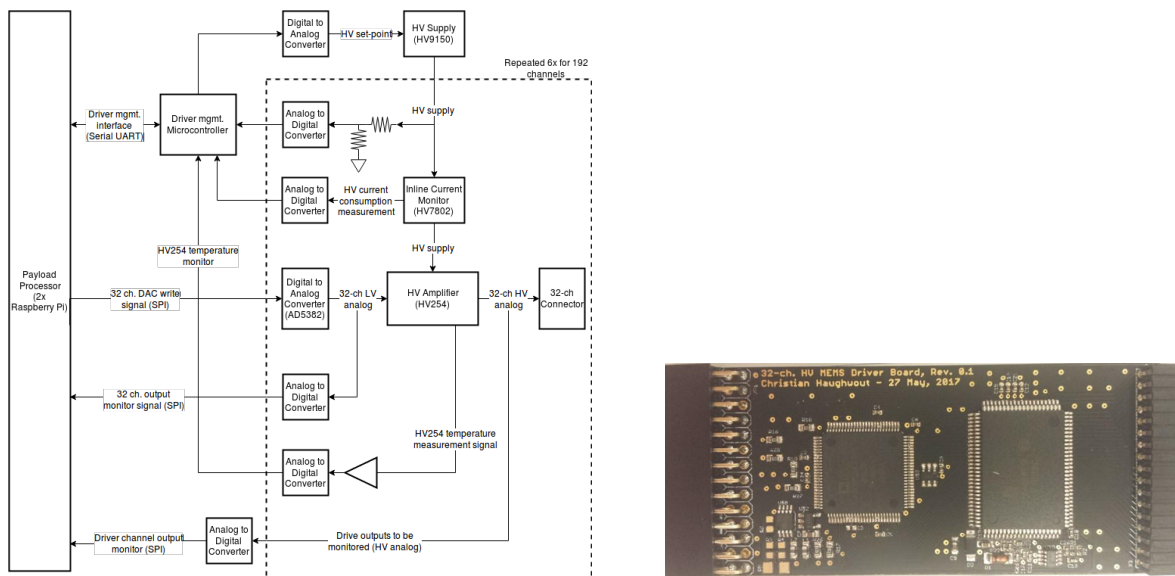 Digital to
Analog
Converter
HV set-point
HV Supply
(HV9150)
Repeated 6x for 192
channels
Driver mgmt.
interface
(Serial UART)
Driver mgmt.
Microcontroller
Analog to
Digital
Converter
HV supply
Analog to
Digital
Converter
HV current
consumption
measurement
Inline Current
Monitor
(HV7802)
HV254 temperature
monitor
HV supply
Payload
Processor
(2x
Raspberry Pi)
32 ch. DAC write
signal (SPI)
Digital to
Analog
Converter
(AD5382)
32-ch LV
analog
HV Amplifier
(HV254)
32-ch HV
analog
32-ch
Connector
32 ch. output
monitor signal (SPI)
Analog to
Digital
Converter
HV254 temperature
measurement signal
Analog to
Digital
Converter
Driver channel output
monitor (SPI)
Analog to
Digital
Converter
Drive outputs to be
monitored (HV analog)
32-ch. HV MEMS Driver Board, Rev. 0.1
Christian Haughwout - 27 May, 2017